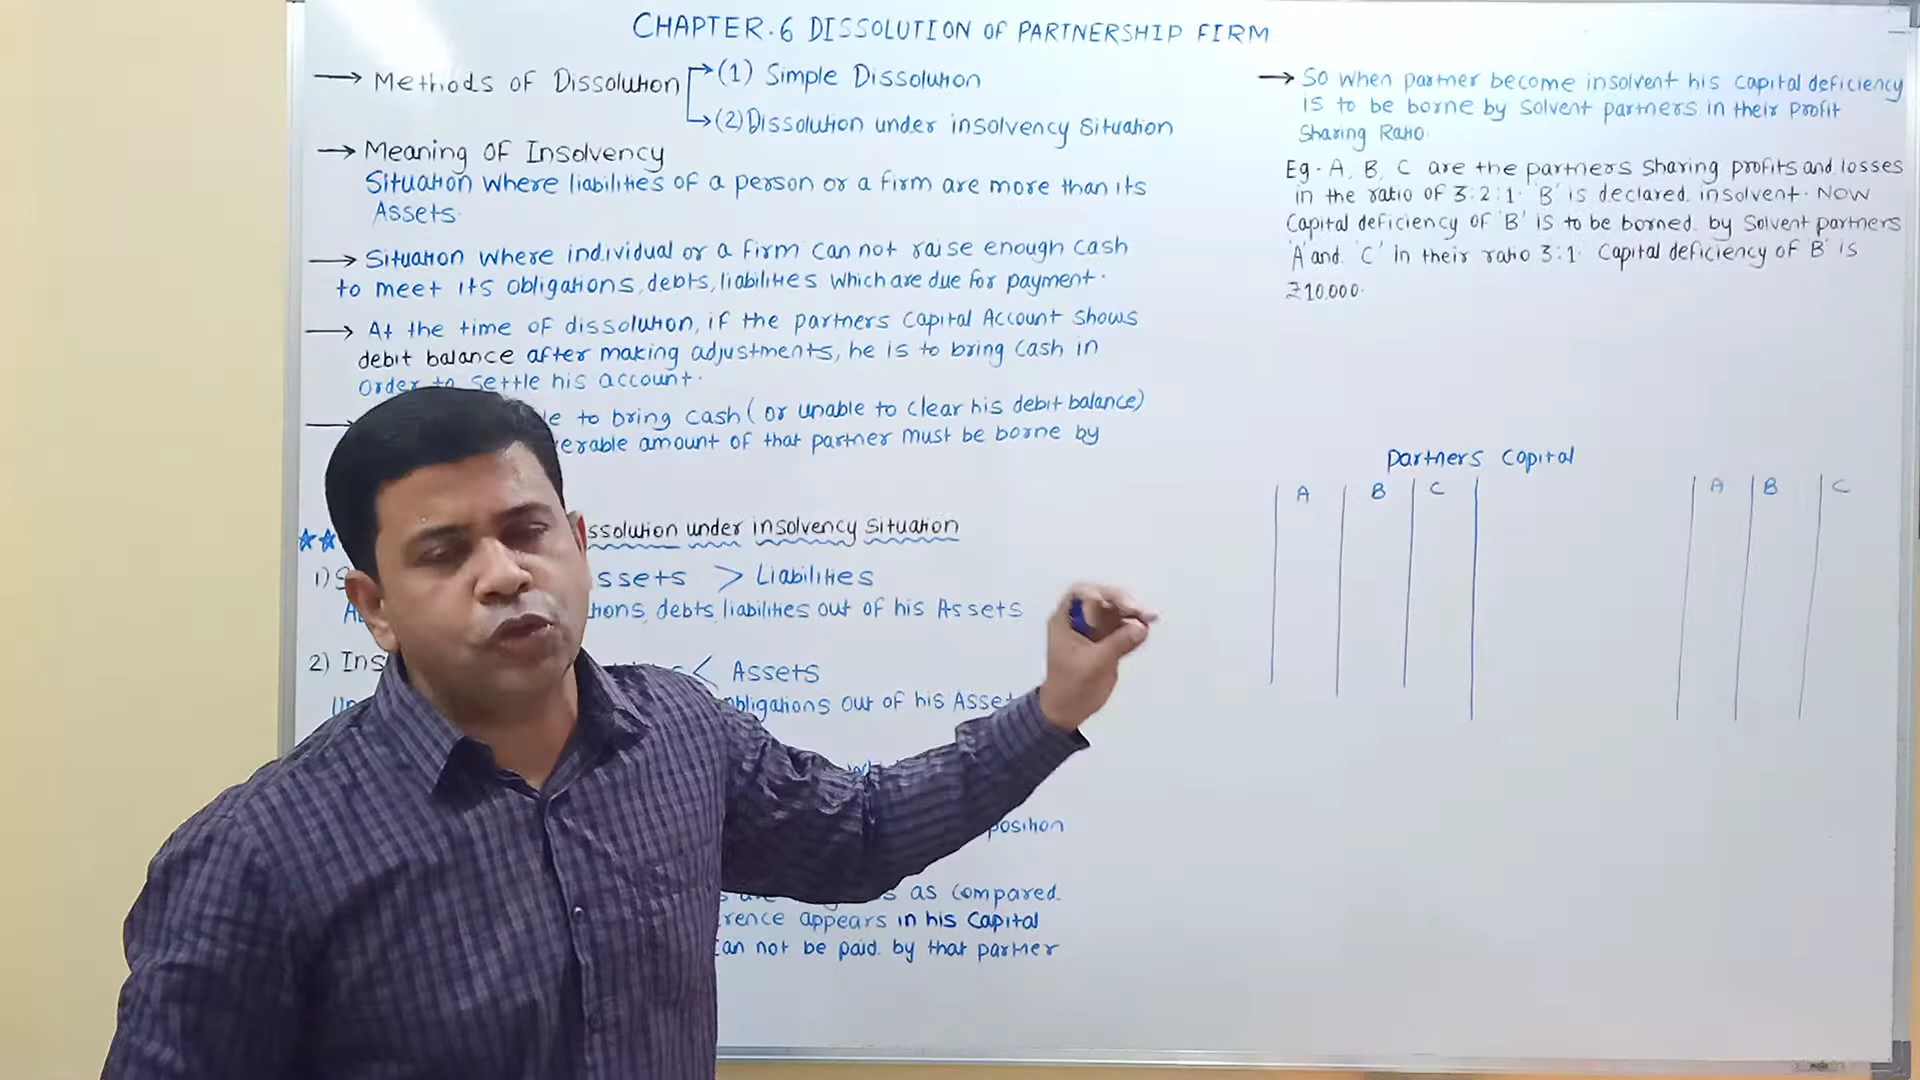 CHAPTER.6 DISSOLUTION OF PARTNERSHIP FIRM
→ Methods of Dissolution
→(1) Simple Dissolution
→(2) Dissolution under insolvency Situation
→ Meaning Of Insolvency
Situation where liabilities of a person or a firm are more than its
Assets.
→ Situation where individual or a firm can not raise enough cash
to meet its obligations, debts, liabilities which are due for payment.
→ At the time of dissolution, if the partners capital Account shows
debit balance after making adjustments, he is to bring cash in
order to settle his account.
to bring cash (or unable to clear his debit balance)
amount of that partner must be borne by
under insolvency situation
1)
> Liabilities
debts, liabilities out of his Assets
2)
< Assets
out of his
position
as compared.
appears in his capital
not be paid. by that partner
→ So when partner become insolvent his capital deficiency
is to be borne by solvent partners in their profit
Sharing Ratio.
Eg. A, B, C are the partners sharing profits and losses
in the ratio of 3:2:1. 'B' is declared. insolvent. Now
Capital deficiency of 'B' is to be borned. by solvent partners
'A' and 'C' in their ratio 3:1. Capital deficiency of 'B' is
₹10,000.
Partners Capital
A B C
A B C